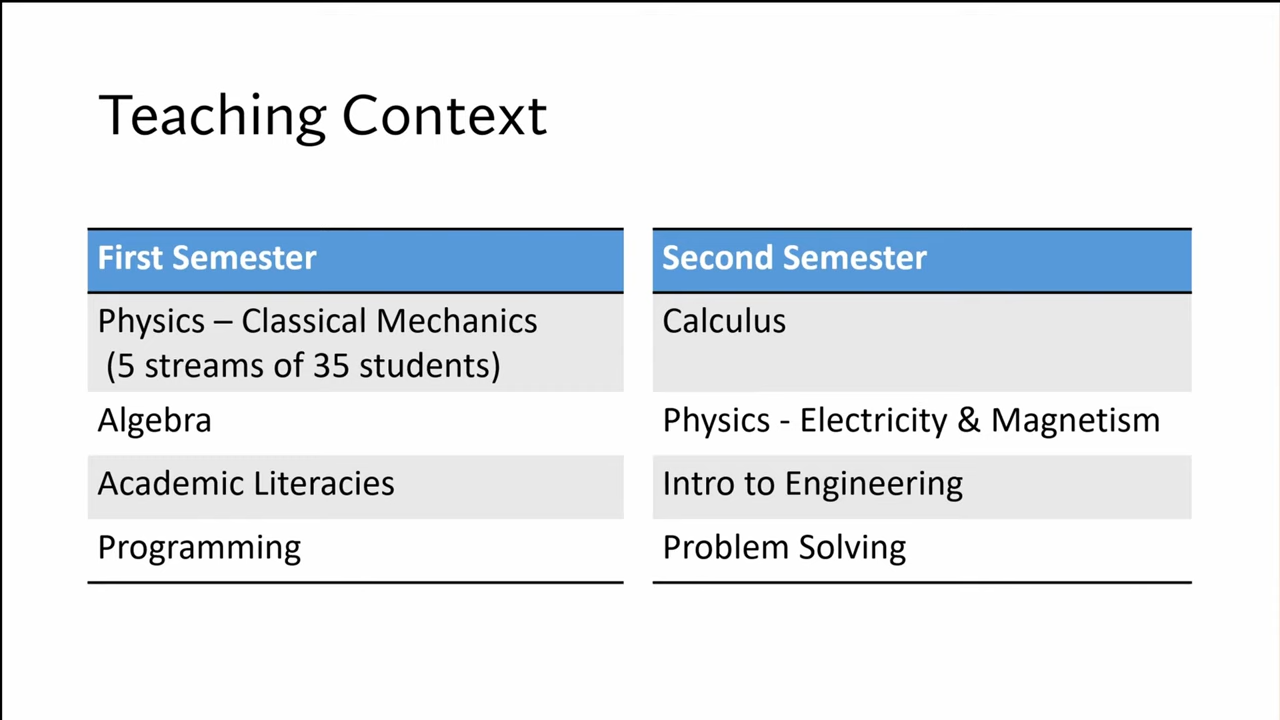 Teaching Context
First Semester
Physics – Classical Mechanics
(5 streams of 35 students)
Algebra
Academic Literacies
Programming
Second Semester
Calculus
Physics - Electricity & Magnetism
Intro to Engineering
Problem Solving